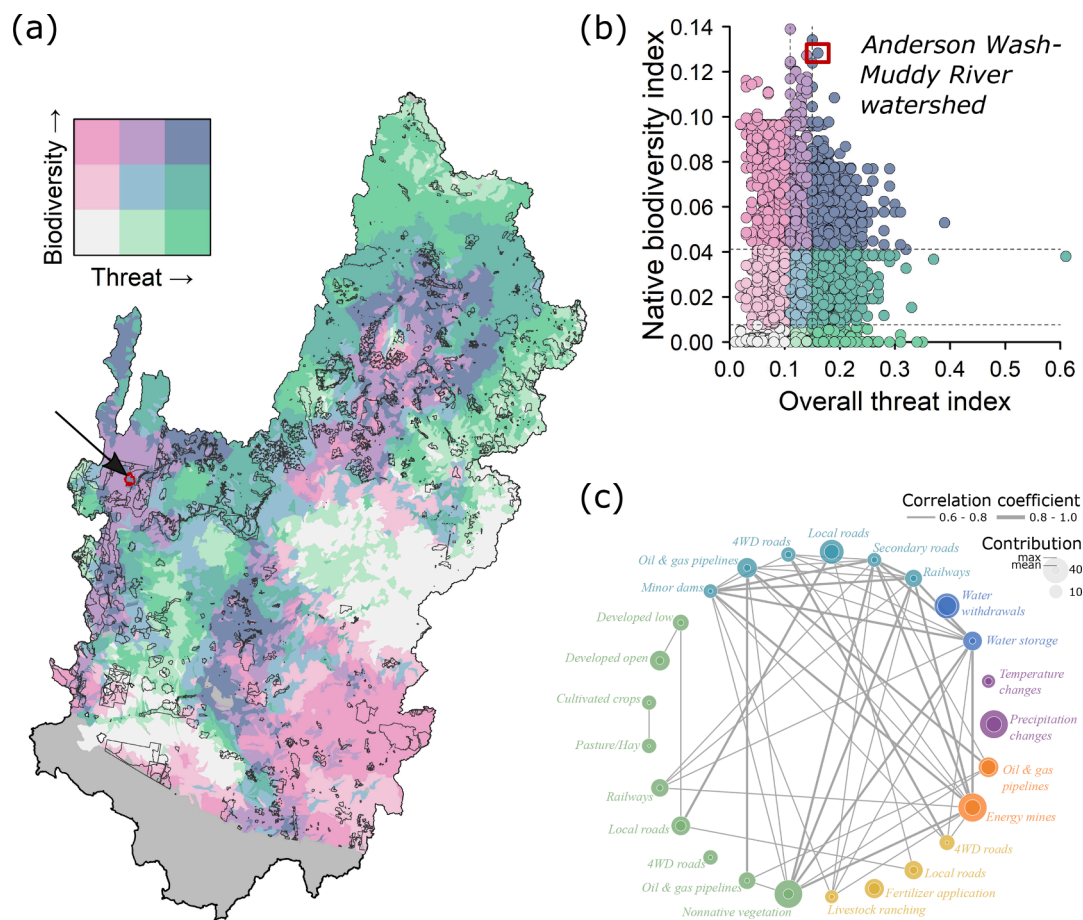 (a)
Biodiversity →
Threat →
(b)
Native biodiversity index
0.14
0.12
0.10
0.08
0.06
0.04
0.02
0.00
0.0
0.1
0.2
0.3
0.4
0.5
0.6
Overall threat index
Anderson Wash-
Muddy River
watershed
(c)
Correlation coefficient
0.6 - 0.8
0.8 - 1.0
Contribution
max
mean
40
10
Local roads
4WD roads
Secondary roads
Oil & gas pipelines
Railways
Minor dams
Water
withdrawals
Developed low
Water storage
Developed open
Temperature
changes
Cultivated crops
Precipitation
changes
Pasture/Hay
Oil & gas
pipelines
Railways
Energy mines
Local roads
4WD roads
4WD roads
Local roads
Oil & gas pipelines
Fertilizer application
Nonnative vegetation
Livestock ranching